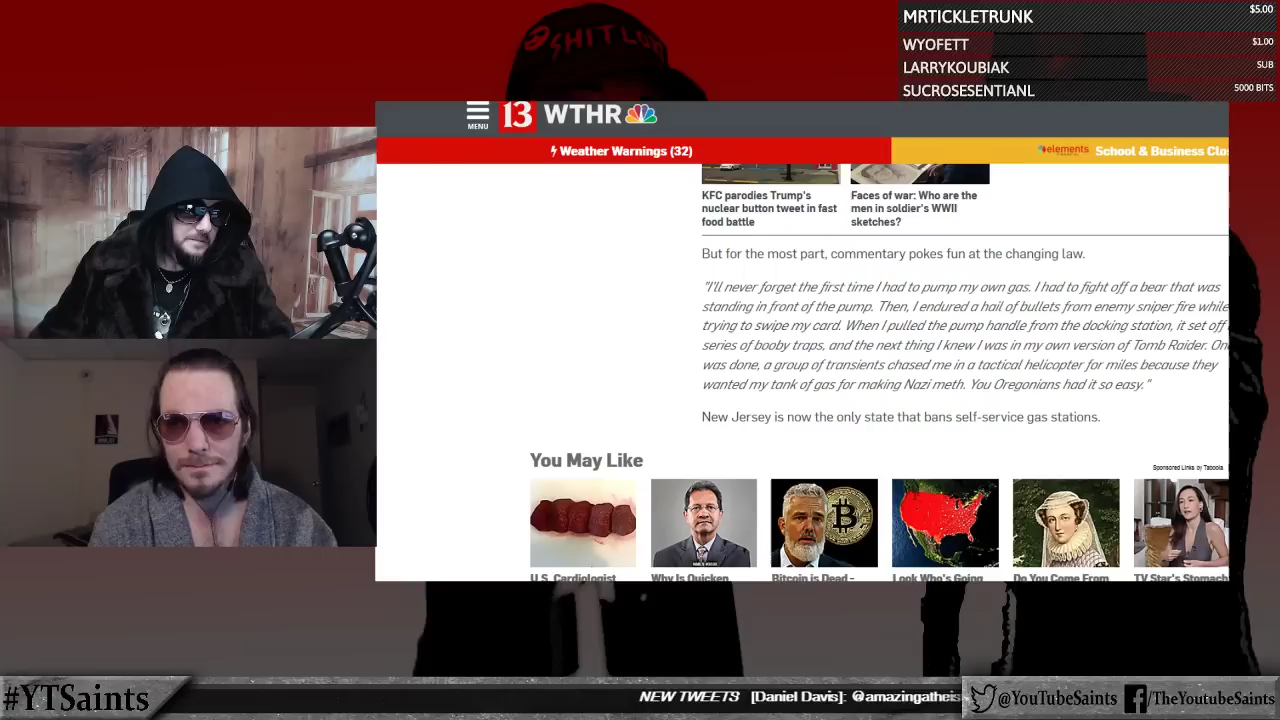 MRTICKLETRUNK $5.00
WYOFETT $1.00
LARRYKOUBIAK SUB
SUCROSESENTIANL 5000 BITS
MENU
13 WTHR
Weather Warnings (32)
elements
School & Business Clo
KFC parodies Trump's
nuclear button tweet in fast
food battle
Faces of war: Who are the
men in soldier's WWII
sketches?
But for the most part, commentary pokes fun at the changing law.
"I'll never forget the first time I had to pump my own gas. I had to fight off a bear that was
standing in front of the pump. Then, I endured a hail of bullets from enemy sniper fire while
trying to swipe my card. When I pulled the pump handle from the docking station, it set off
series of booby traps, and the next thing I knew I was in my own version of Tomb Raider. On
was done, a group of transients chased me in a tactical helicopter for miles because they
wanted my tank of gas for making Nazi meth. You Oregonians had it so easy."
New Jersey is now the only state that bans self-service gas stations.
You May Like
Sponsored Links by Taboola
U.S. Cardiologist
Why Is Quicken
Bitcoin is Dead -
Look Who's Going
Do You Come From
TV Star's Stomach
#YTSaints
NEW TWEETS [Daniel Davis]: @amazingatheis
@YouTubeSaints
/TheYoutubeSaints